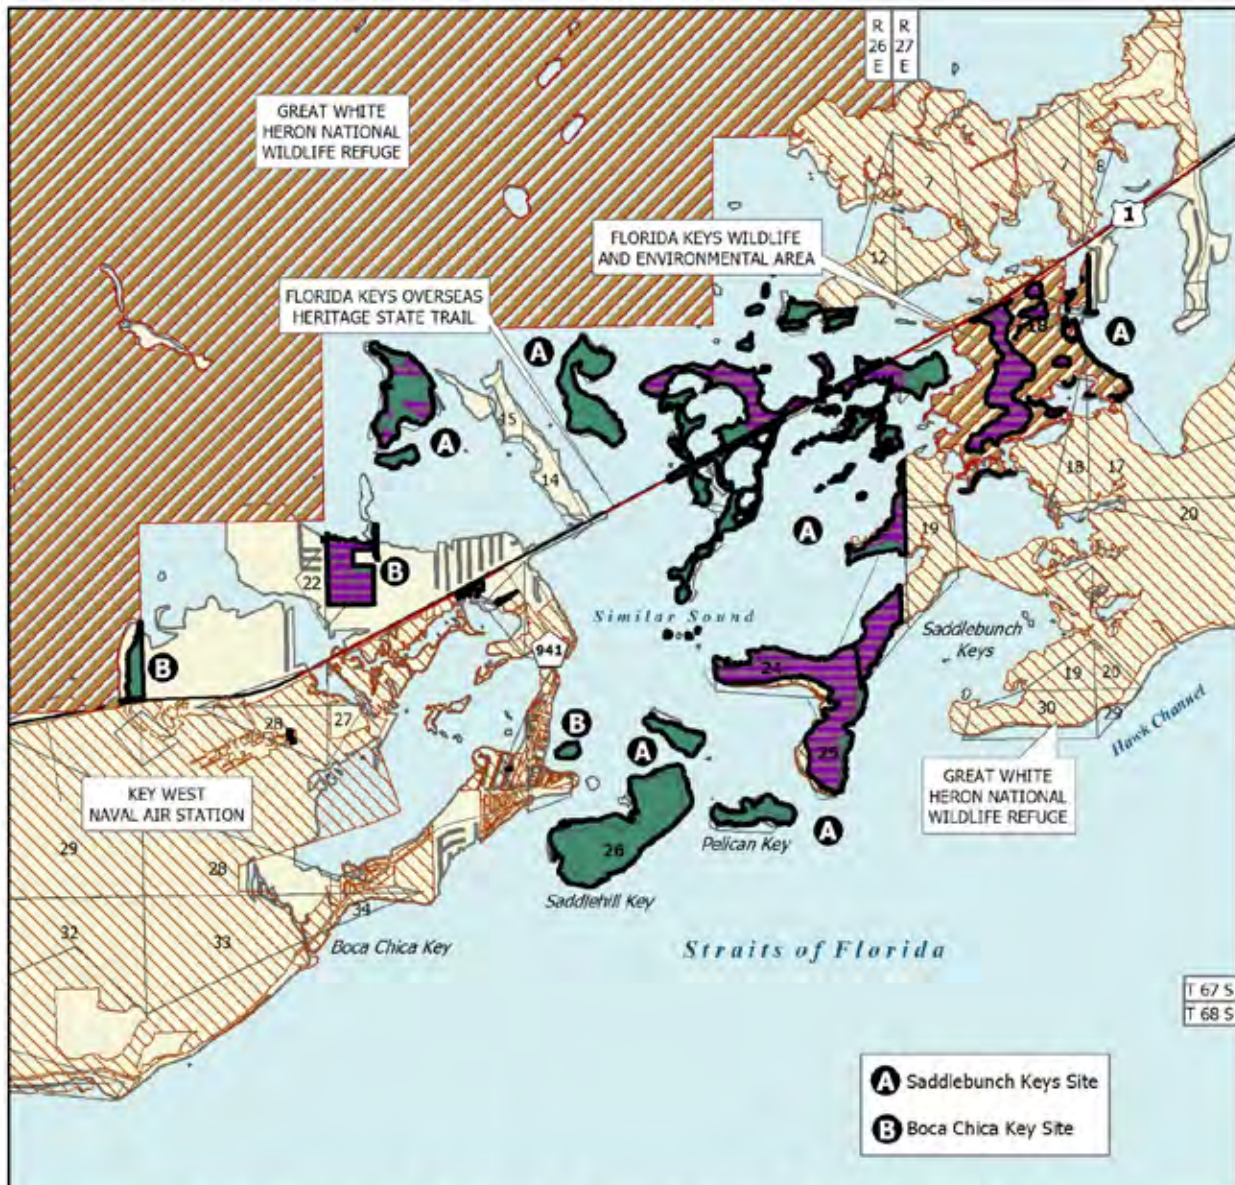 R R
26 27
E E
GREAT WHITE
HERON NATIONAL
WILDLIFE REFUGE
7
7
8
1
FLORIDA KEYS WILDLIFE
AND ENVIRONMENTAL AREA
12
FLORIDA KEYS OVERSEAS
HERITAGE STATE TRAIL
18
A
A
15
A
14
18
17
20
A
19
22
B
Similar Sound
Saddlebunch
Keys
941
B
24
19
20
30
29
Hawk Channel
28
27
B
A
25
KEY WEST
NAVAL AIR STATION
GREAT WHITE
HERON NATIONAL
WILDLIFE REFUGE
29
28
26
Pelican Key
A
Saddlehill Key
34
32
33
Boca Chica Key
Straits of Florida
T 67 S
T 68 S
A Saddlebunch Keys Site
B Boca Chica Key Site